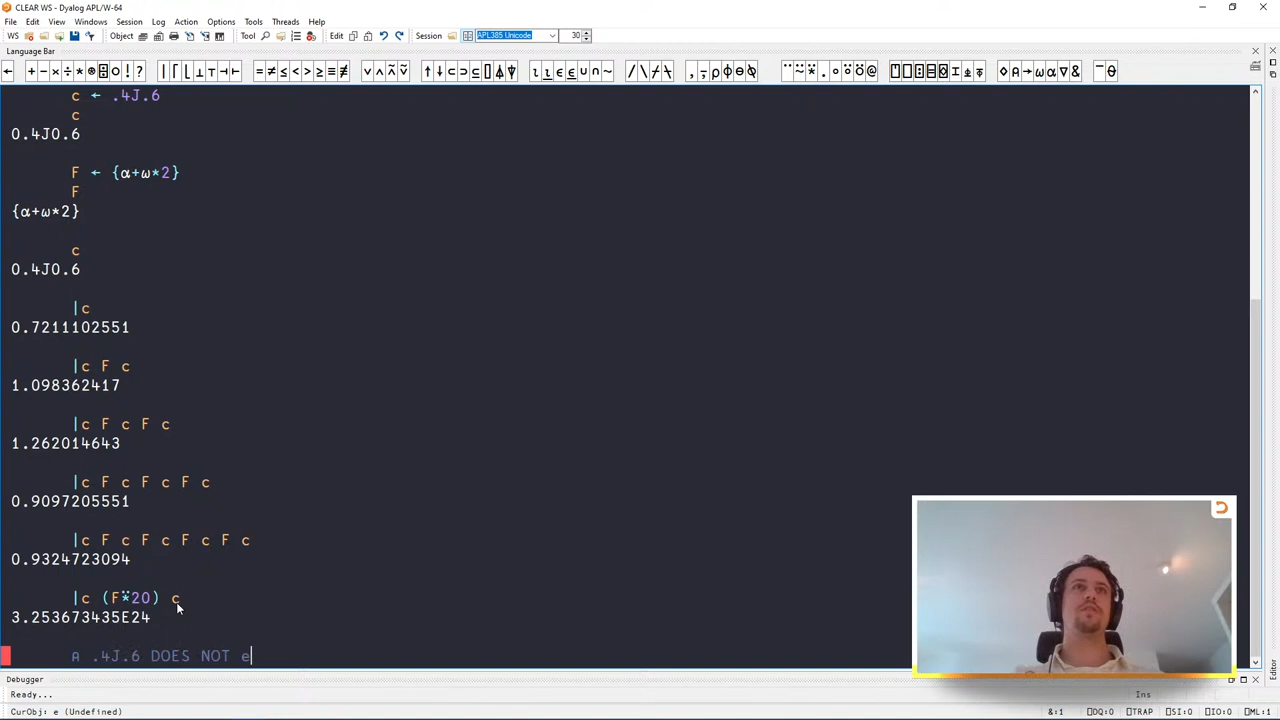 CLEAR WS - Dyalog APL/W-64
File Edit View Windows Session Log Action Options Tools Threads Help
WS Object Tool Edit Session APL385 Unicode 30
Language Bar
c ← .4J.6
c
0.4J0.6
F ← {⍺+⍵*2}
F
{⍺+⍵*2}
c
0.4J0.6
|c
0.7211102551
|c F c
1.098362417
|c F c F c
1.262014643
|c F c F c F c
0.9097205551
|c F c F c F c F c
0.9324723094
|c (F⍣20) c
3.253673435E24
⍝ .4J.6 DOES NOT e
Debugger
Ready...
Ins
CurObj: e (Undefined)
&:1 ⎕DQ:0 ⎕TRAP ⎕SI:0 ⎕IO:0 ⎕ML:1
Editor